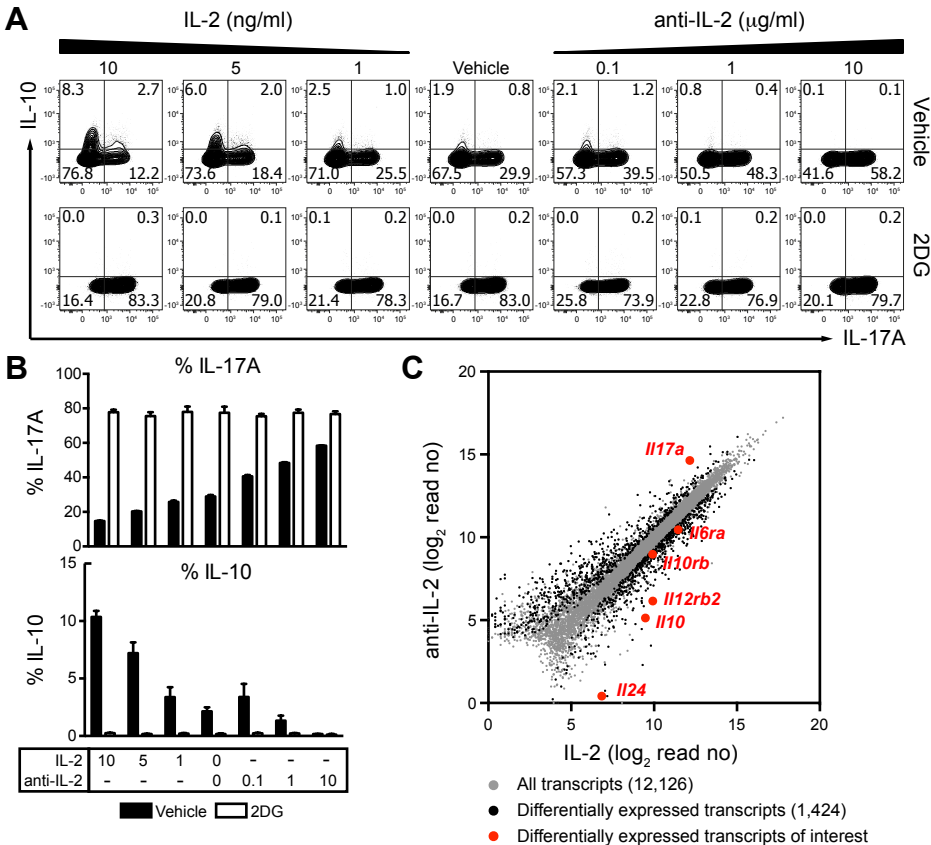 A
IL-2 (ng/ml)
anti-IL-2 (μg/ml)
10 5 1 Vehicle 0.1 1 10
IL-10
8.3 2.7 6.0 2.0 2.5 1.0 1.9 0.8 2.1 1.2 0.8 0.4 0.1 0.1
76.8 12.2 73.6 18.4 71.0 25.5 67.5 29.9 57.3 39.5 50.5 48.3 41.6 58.2
Vehicle
0.0 0.3 0.0 0.1 0.1 0.2 0.0 0.2 0.0 0.2 0.1 0.2 0.0 0.2
16.4 83.3 20.8 79.0 21.4 78.3 16.7 83.0 25.8 73.9 22.8 76.9 20.1 79.7
2DG
IL-17A
B
% IL-17A
% IL-17A
100
80
60
40
20
0
% IL-10
% IL-10
15
10
5
0
IL-2 10 5 1 0 - - -
anti-IL-2 - - - 0 0.1 1 10
Vehicle 2DG
C
anti-IL-2 (log2 read no)
20
15
10
5
0
Il17a
Il6ra
Il10rb
Il12rb2
Il10
Il24
0 5 10 15 20
IL-2 (log2 read no)
All transcripts (12,126)
Differentially expressed transcripts (1,424)
Differentially expressed transcripts of interest